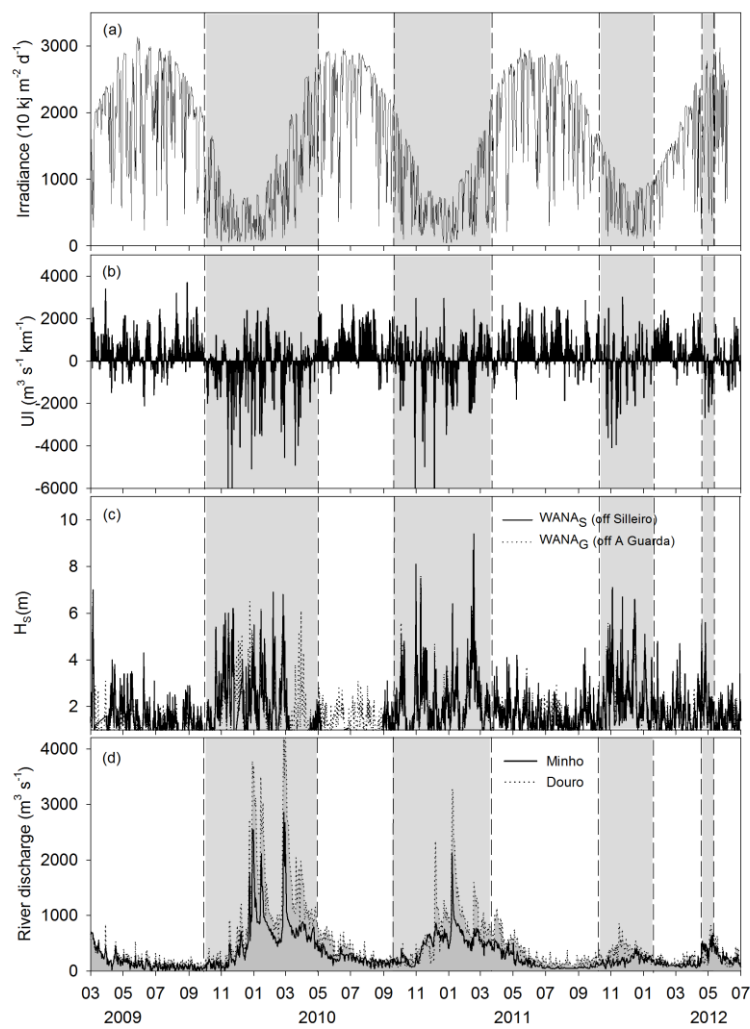 (a)
Irradiance (10 kj m-2 d-1)
3000
2000
1000
0
(b)
UI (m3 s-1 km-1)
4000
2000
0
-2000
-4000
-6000
(c)
WANAS (off Silleiro)
WANAG (off A Guarda)
HS(m)
10
8
6
4
2
(d)
Minho
Douro
River discharge (m3 s-1)
4000
3000
2000
1000
0
03 05 07 09 11 01 03 05 07 09 11 01 03 05 07 09 11 01 03 05 07
2009 2010 2011 2012